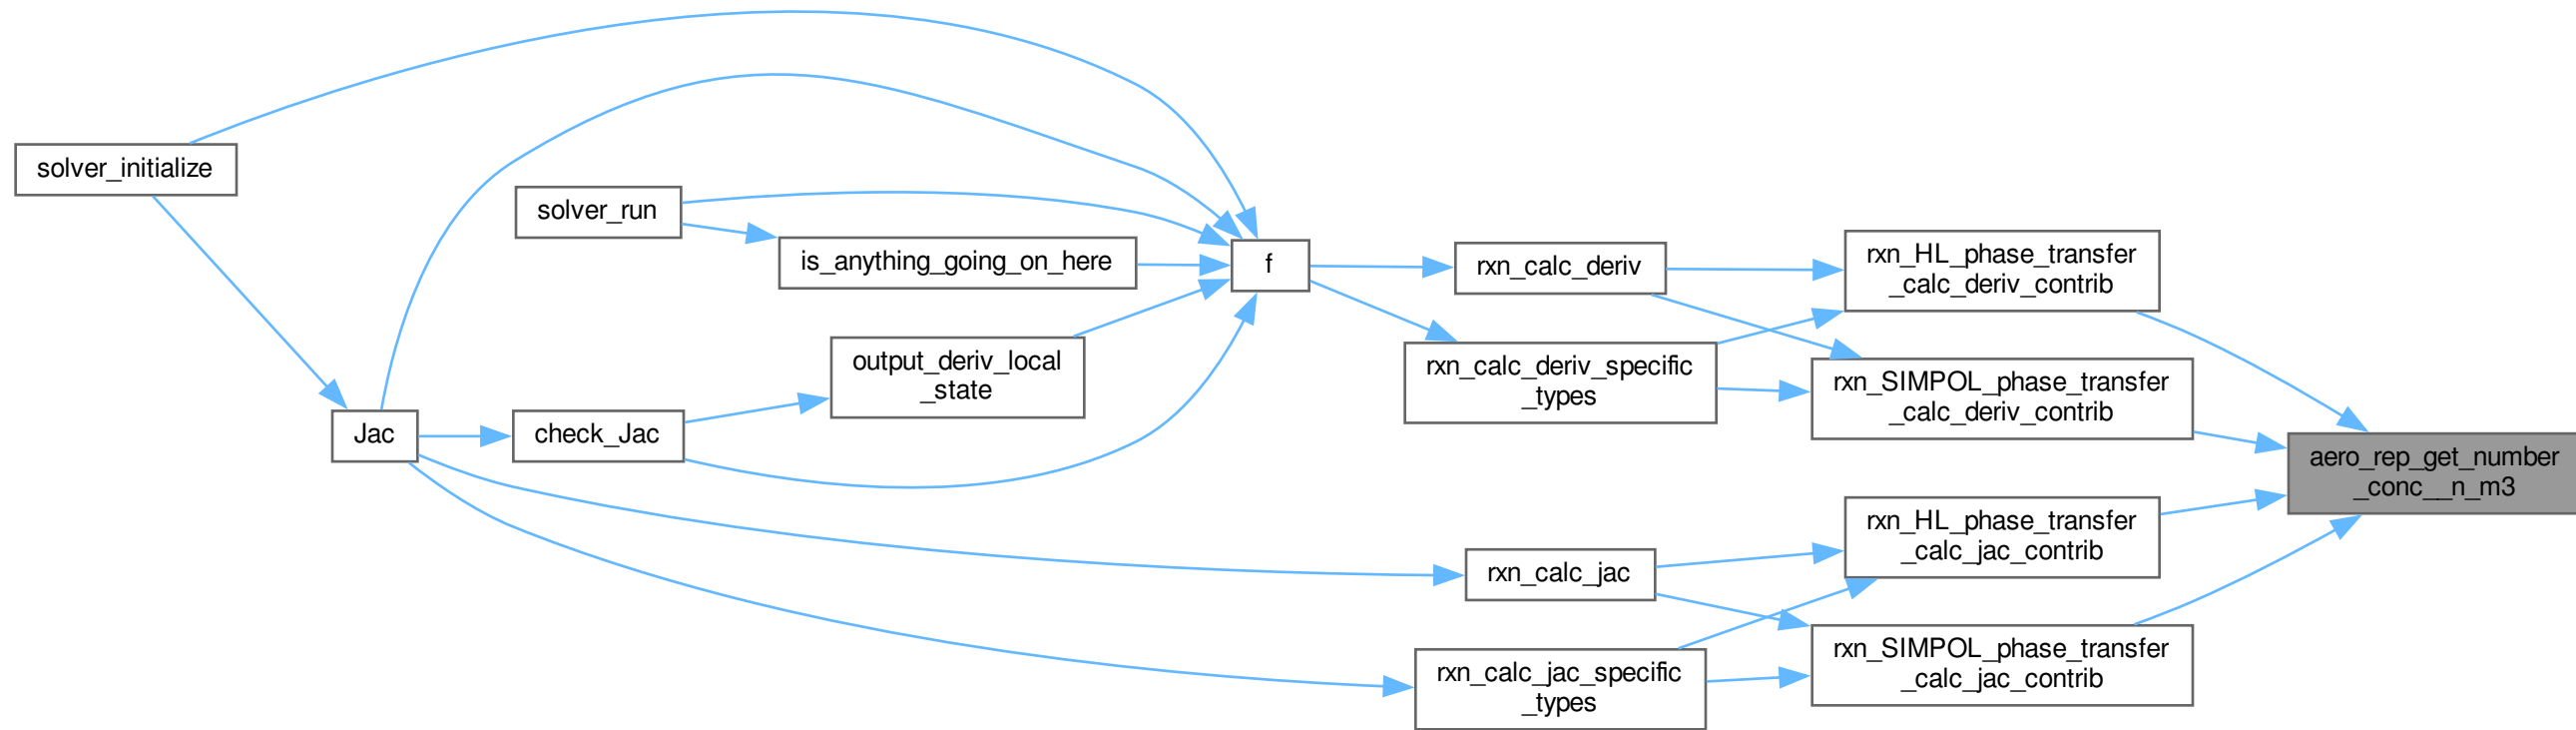 solver_initialize
solver_run
is_anything_going_on_here
f
rxn_calc_deriv
rxn_HL_phase_transfer
_calc_deriv_contrib
output_deriv_local
_state
rxn_calc_deriv_specific
_types
rxn_SIMPOL_phase_transfer
_calc_deriv_contrib
Jac
check_Jac
aero_rep_get_number
_conc__n_m3
rxn_calc_jac
rxn_HL_phase_transfer
_calc_jac_contrib
rxn_calc_jac_specific
_types
rxn_SIMPOL_phase_transfer
_calc_jac_contrib